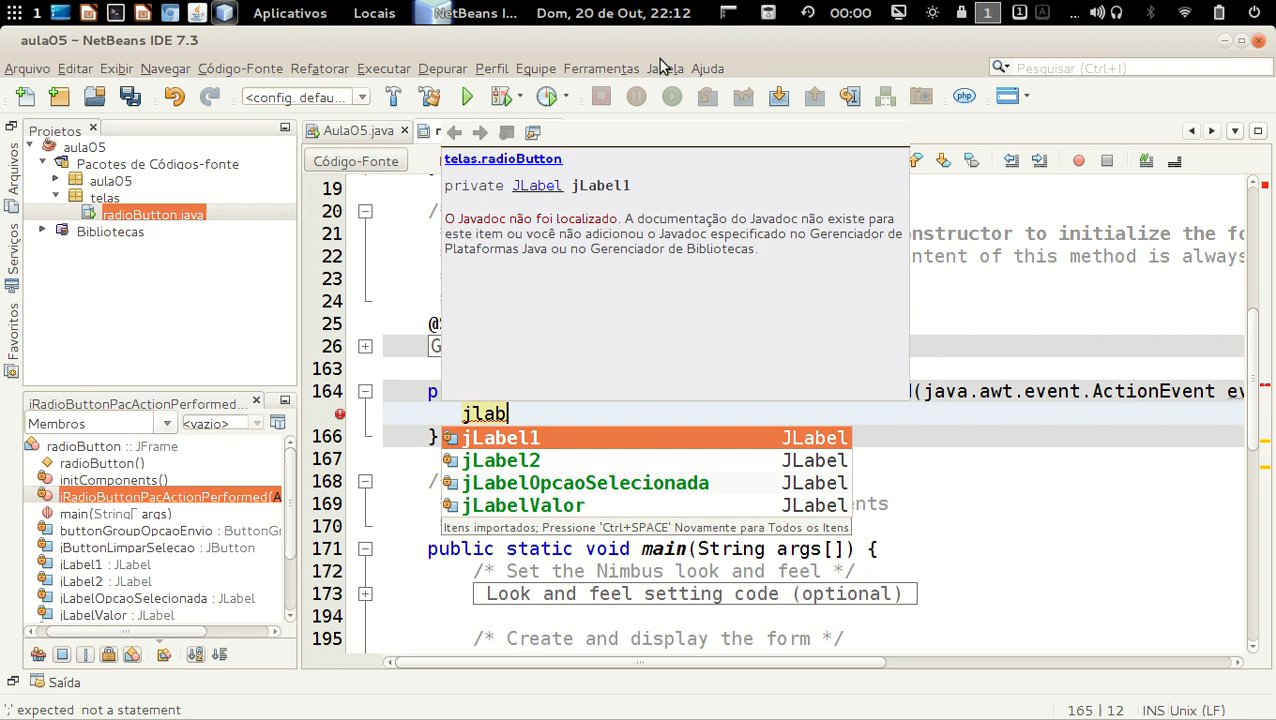 1 Aplicativos Locais NetBeans I... Dom, 20 de Out, 22:12 00:00 1 1 A ...
aula05 – NetBeans IDE 7.3
Arquivo Editar Exibir Navegar Código-Fonte Refatorar Executar Depurar Perfil Equipe Ferramentas Janela Ajuda
Pesquisar (Ctrl+I)
<config. defau... php
Projetos
Aula05.java
aula05
Pacotes de Códigos-fonte
aula05
telas
radioButton.java
Bibliotecas
Arquivos
Serviços
Favoritos
Código-Fonte
telas.radioButton
private JLabel jLabel1
O Javadoc não foi localizado. A documentação do Javadoc não existe para
este item ou você não adicionou o Javadoc especificado no Gerenciador de
Plataformas Java ou no Gerenciador de Bibliotecas.
19
20
21 nstructor to initialize the fo
22 ntent of this method is always
23
24
25 @S
26 G
163
164 p d(java.awt.event.ActionEvent ev
jlab
jLabel1 JLabel
jLabel2 JLabel
jLabelOpcaoSelecionada JLabel
jLabelValor JLabel
Itens importados; Pressione 'Ctrl+SPACE' Novamente para Todos os Itens
166 }
167
168 /
169 ents
170
171 public static void main(String args[]) {
172 /* Set the Nimbus look and feel */
173 Look and feel setting code (optional)
194
195 /* Create and display the form */
iRadioButtonPacActionPerformed...
Membros <vazio>
radioButton :: JFrame
radioButton()
initComponents()
jRadioButtonPacActionPerformed(A
main(String[] args)
buttonGroupOpcaoEnvio : ButtonGr
jButtonLimparSelecao : JButton
jLabel1 : JLabel
jLabel2 : JLabel
jLabelOpcaoSelecionada : JLabel
jLabelValor : JLabel
Saída
';' expected not a statement
165 | 12 INS Unix (LF)